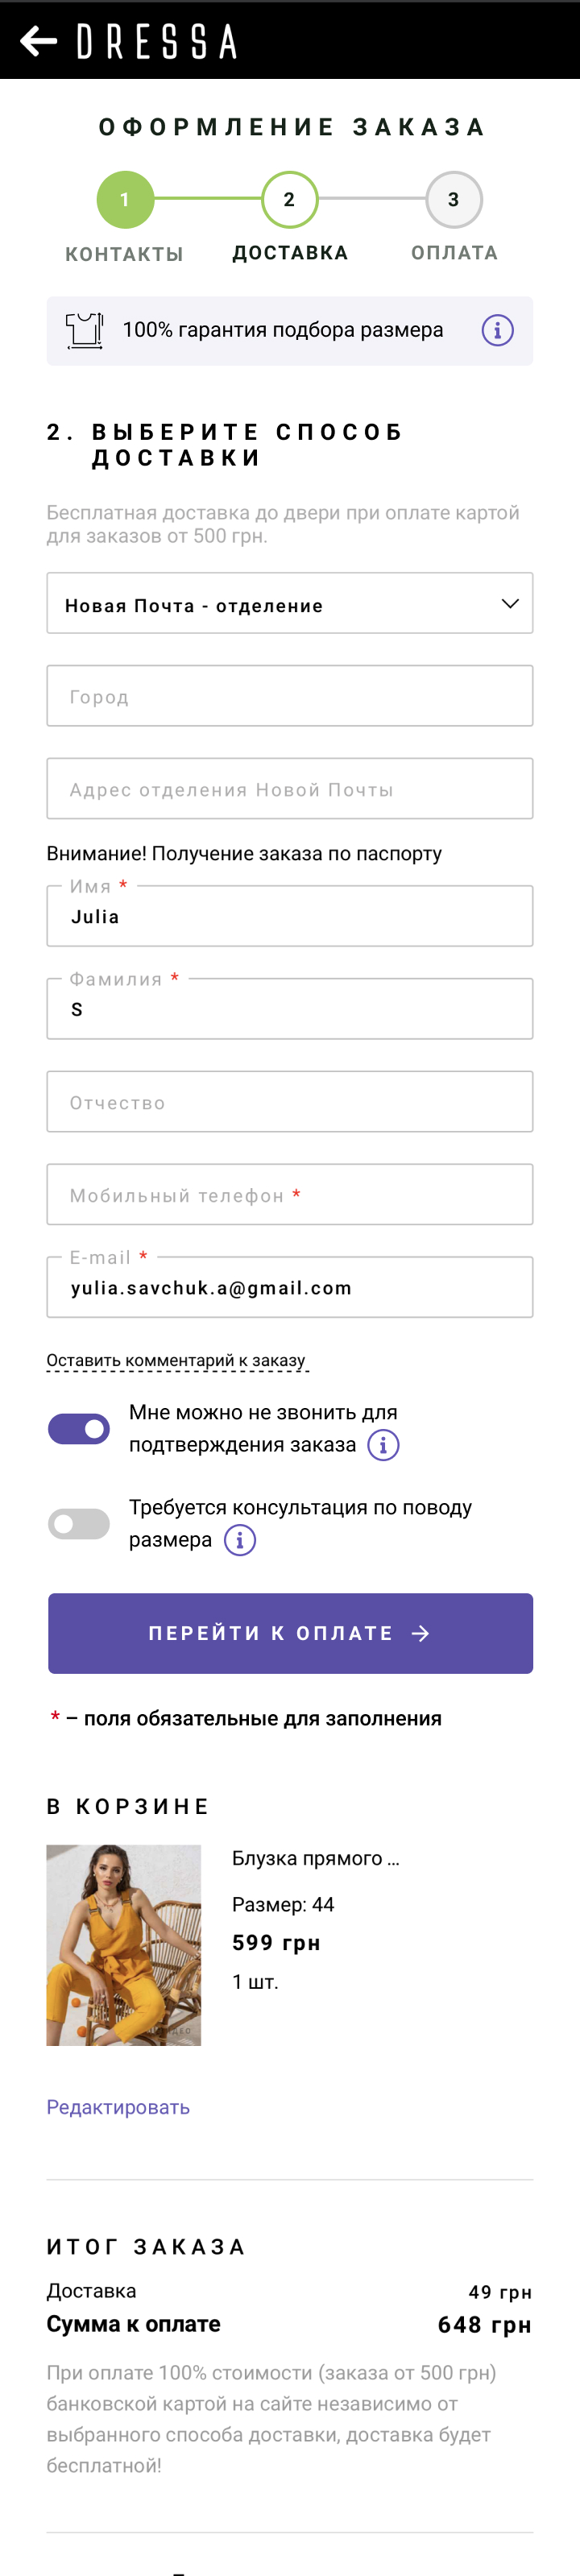 DRESSA
ОФОРМЛЕНИЕ ЗАКАЗА
1
2
3
КОНТАКТЫ
ДОСТАВКА
ОПЛАТА
100% гарантия подбора размера
2. ВЫБЕРИТЕ СПОСОБ
ДОСТАВКИ
Бесплатная доставка до двери при оплате картой
для заказов от 500 грн.
Новая Почта - отделение
Город
Адрес отделения Новой Почты
Внимание! Получение заказа по паспорту
Имя *
Julia
Фамилия *
S
Отчество
Мобильный телефон *
E-mail *
yulia.savchuk.a@gmail.com
Оставить комментарий к заказу
Мне можно не звонить для
подтверждения заказа
Требуется консультация по поводу
размера
ПЕРЕЙТИ К ОПЛАТЕ →
* – поля обязательные для заполнения
В КОРЗИНЕ
Блузка прямого ...
Размер: 44
599 грн
1 шт.
Редактировать
ИТОГ ЗАКАЗА
Доставка 49 грн
Сумма к оплате 648 грн
При оплате 100% стоимости (заказа от 500 грн)
банковской картой на сайте независимо от
выбранного способа доставки, доставка будет
бесплатной!